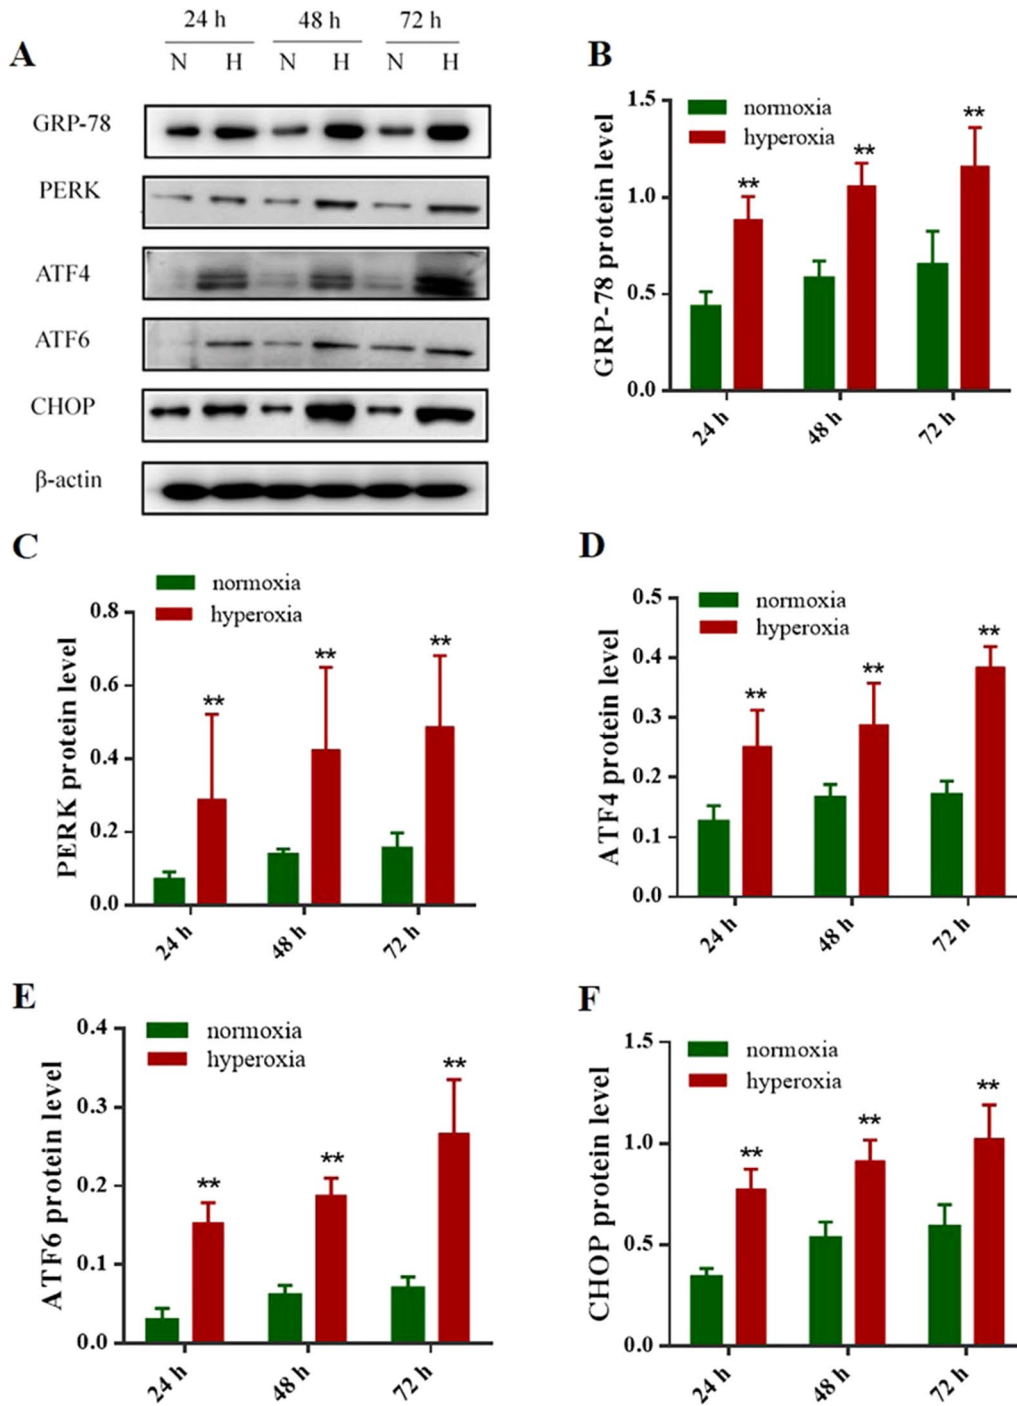 A
24 h 48 h 72 h
N H N H N H
GRP-78
PERK
ATF4
ATF6
CHOP
β-actin
B
normoxia
hyperoxia
GRP-78 protein level
1.5
1.0
0.5
0.0
** ** **
24 h 48 h 72 h
C
normoxia
hyperoxia
PERK protein level
0.8
0.6
0.4
0.2
0.0
** ** **
24 h 48 h 72 h
D
normoxia
hyperoxia
ATF4 protein level
0.5
0.4
0.3
0.2
0.1
0.0
** ** **
24 h 48 h 72 h
E
normoxia
hyperoxia
ATF6 protein level
0.4
0.3
0.2
0.1
0.0
** ** **
24 h 48 h 72 h
F
normoxia
hyperoxia
CHOP protein level
1.5
1.0
0.5
0.0
** ** **
24 h 48 h 72 h